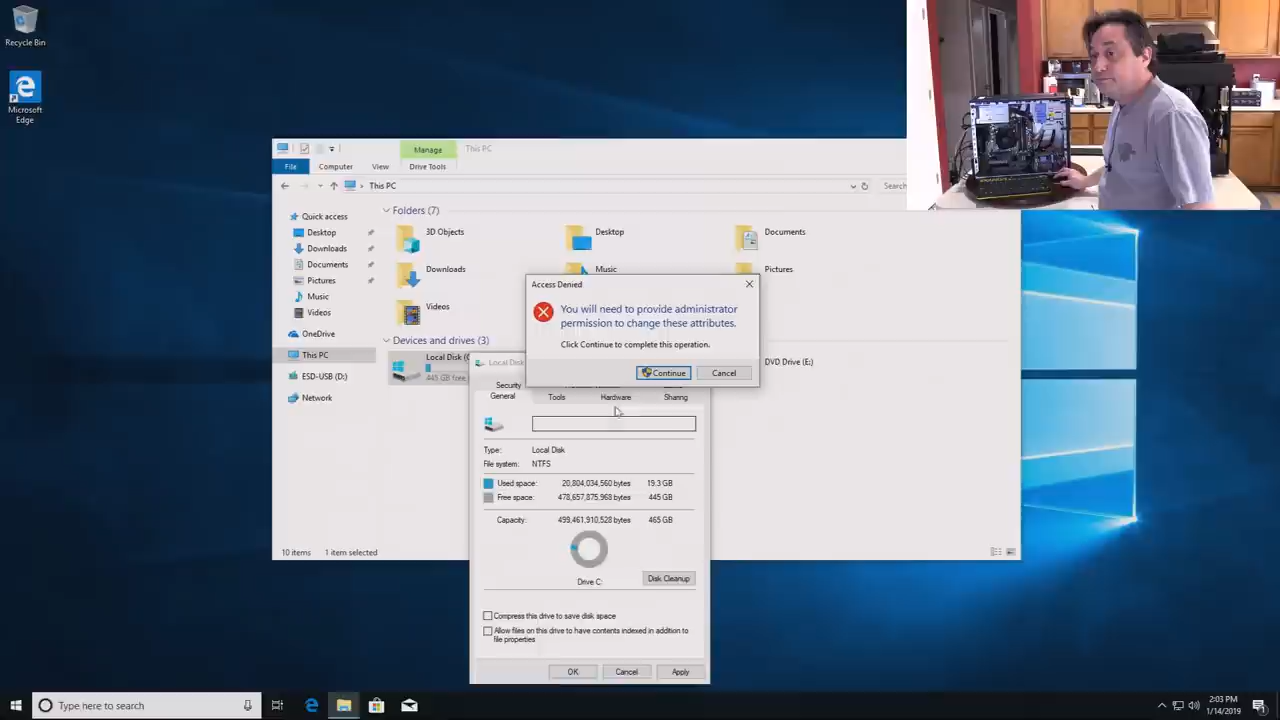 Recycle Bin
Microsoft
Edge
Manage
This PC
File
Computer
View
Drive Tools
This PC
Search
Quick access
Desktop
Downloads
Documents
Pictures
Music
Videos
OneDrive
This PC
ESD-USB (D:)
Network
Folders (7)
3D Objects
Desktop
Documents
Downloads
Music
Pictures
Videos
Devices and drives (3)
Local Disk (C
445 GB free
DVD Drive (E:)
10 items
1 item selected
Access Denied
You will need to provide administrator
permission to change these attributes.
Click Continue to complete this operation.
Continue
Cancel
Local Disk
Security
General
Tools
Hardware
Sharing
Type: Local Disk
File system: NTFS
Used space: 20,804,034,560 bytes 19.3 GB
Free space: 478,657,875,968 bytes 445 GB
Capacity: 499,461,910,528 bytes 465 GB
Drive C:
Disk Cleanup
Compress this drive to save disk space
Allow files on this drive to have contents indexed in addition to
file properties
OK
Cancel
Apply
Type here to search
2:03 PM
1/14/2019